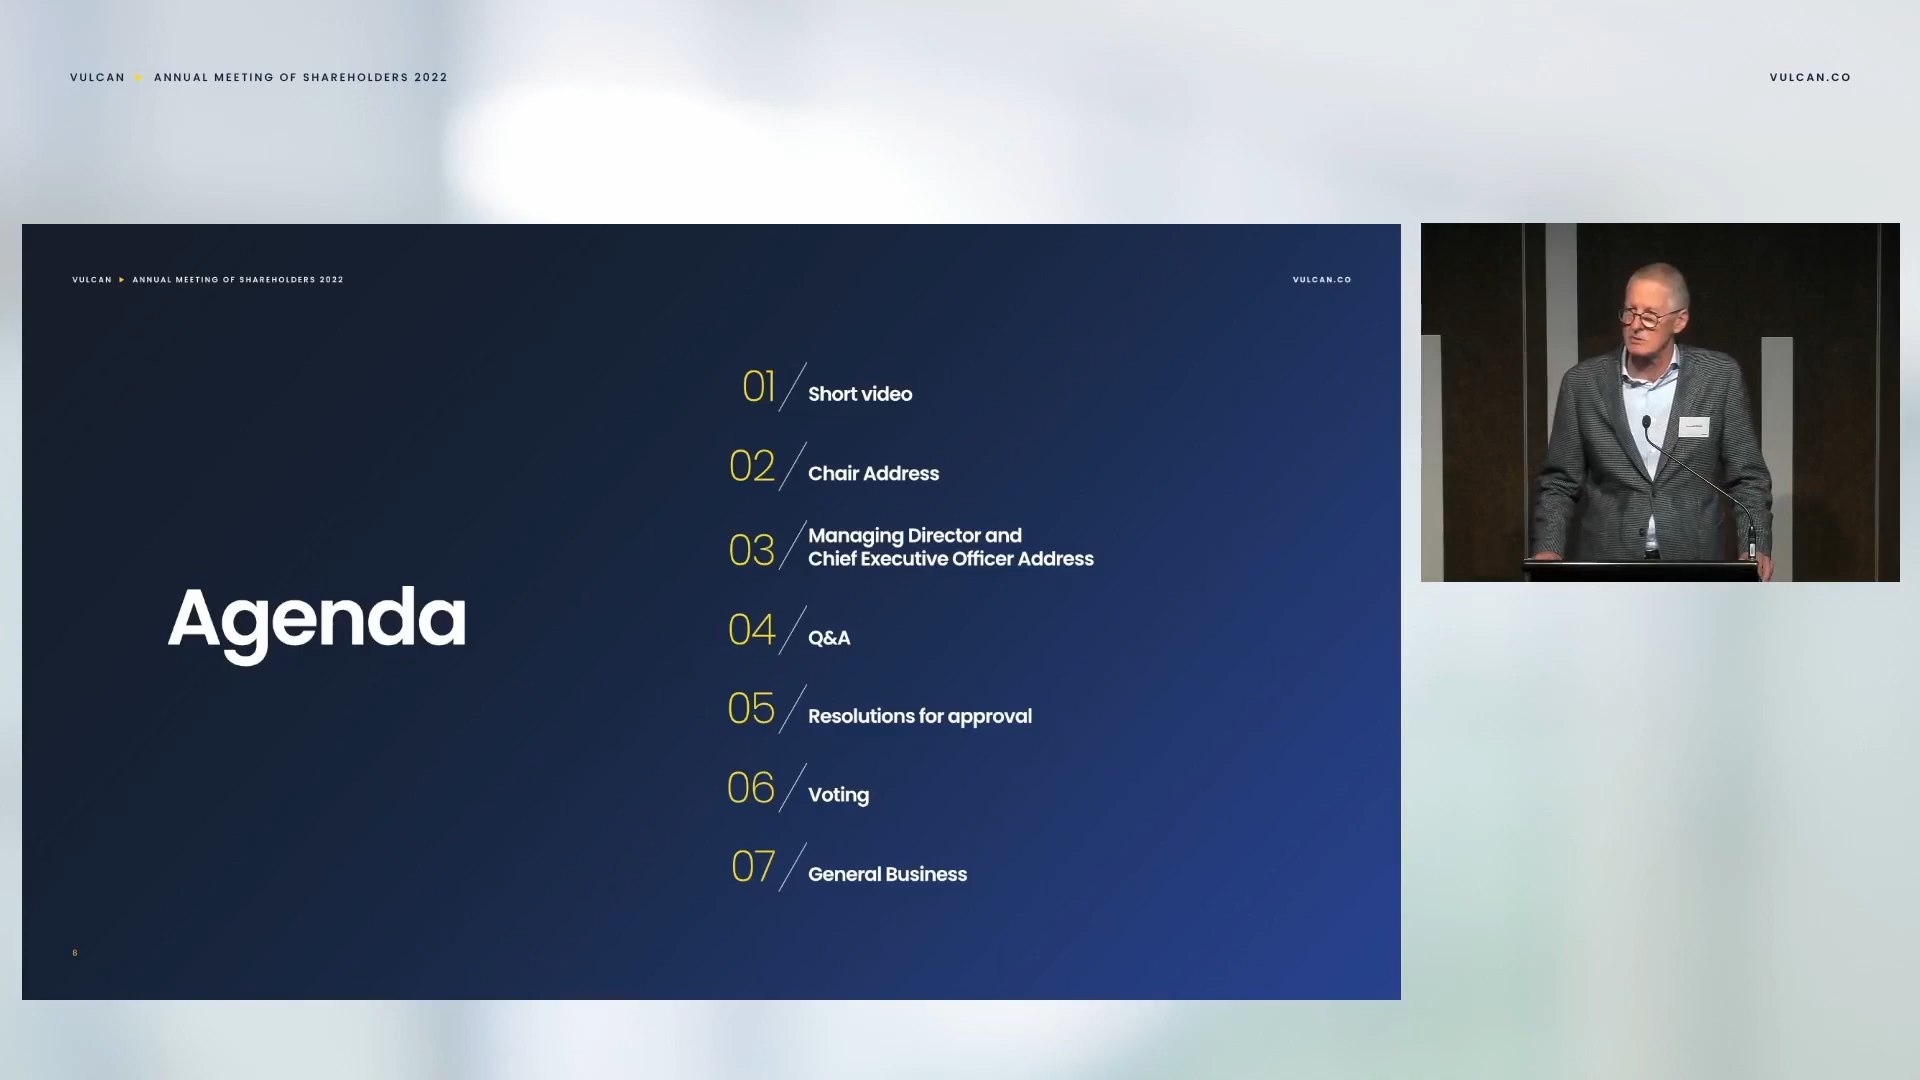 VULCAN ▶ ANNUAL MEETING OF SHAREHOLDERS 2022
VULCAN.CO
VULCAN ▶ ANNUAL MEETING OF SHAREHOLDERS 2022
VULCAN.CO
Agenda
01 Short video
02 Chair Address
03 Managing Director and
Chief Executive Officer Address
04 Q&A
05 Resolutions for approval
06 Voting
07 General Business
8